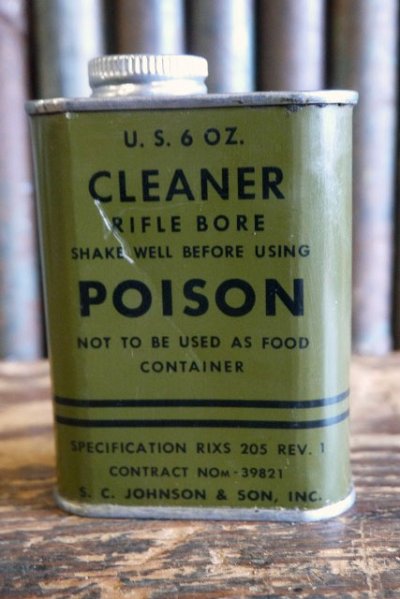 U. S. 6 OZ.
CLEANER
RIFLE BORE
SHAKE WELL BEFORE USING
POISON
NOT TO BE USED AS FOOD
CONTAINER
SPECIFICATION RIXS 205 REV. 1
CONTRACT NOM-39821
S. C. JOHNSON & SON, INC.